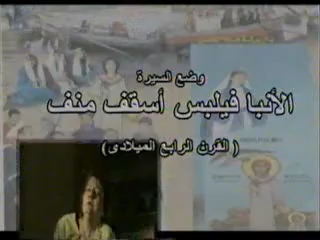 وضع السيرة
الأنبا فيلبس أسقف منف
( القرن الرابع الميلادى)